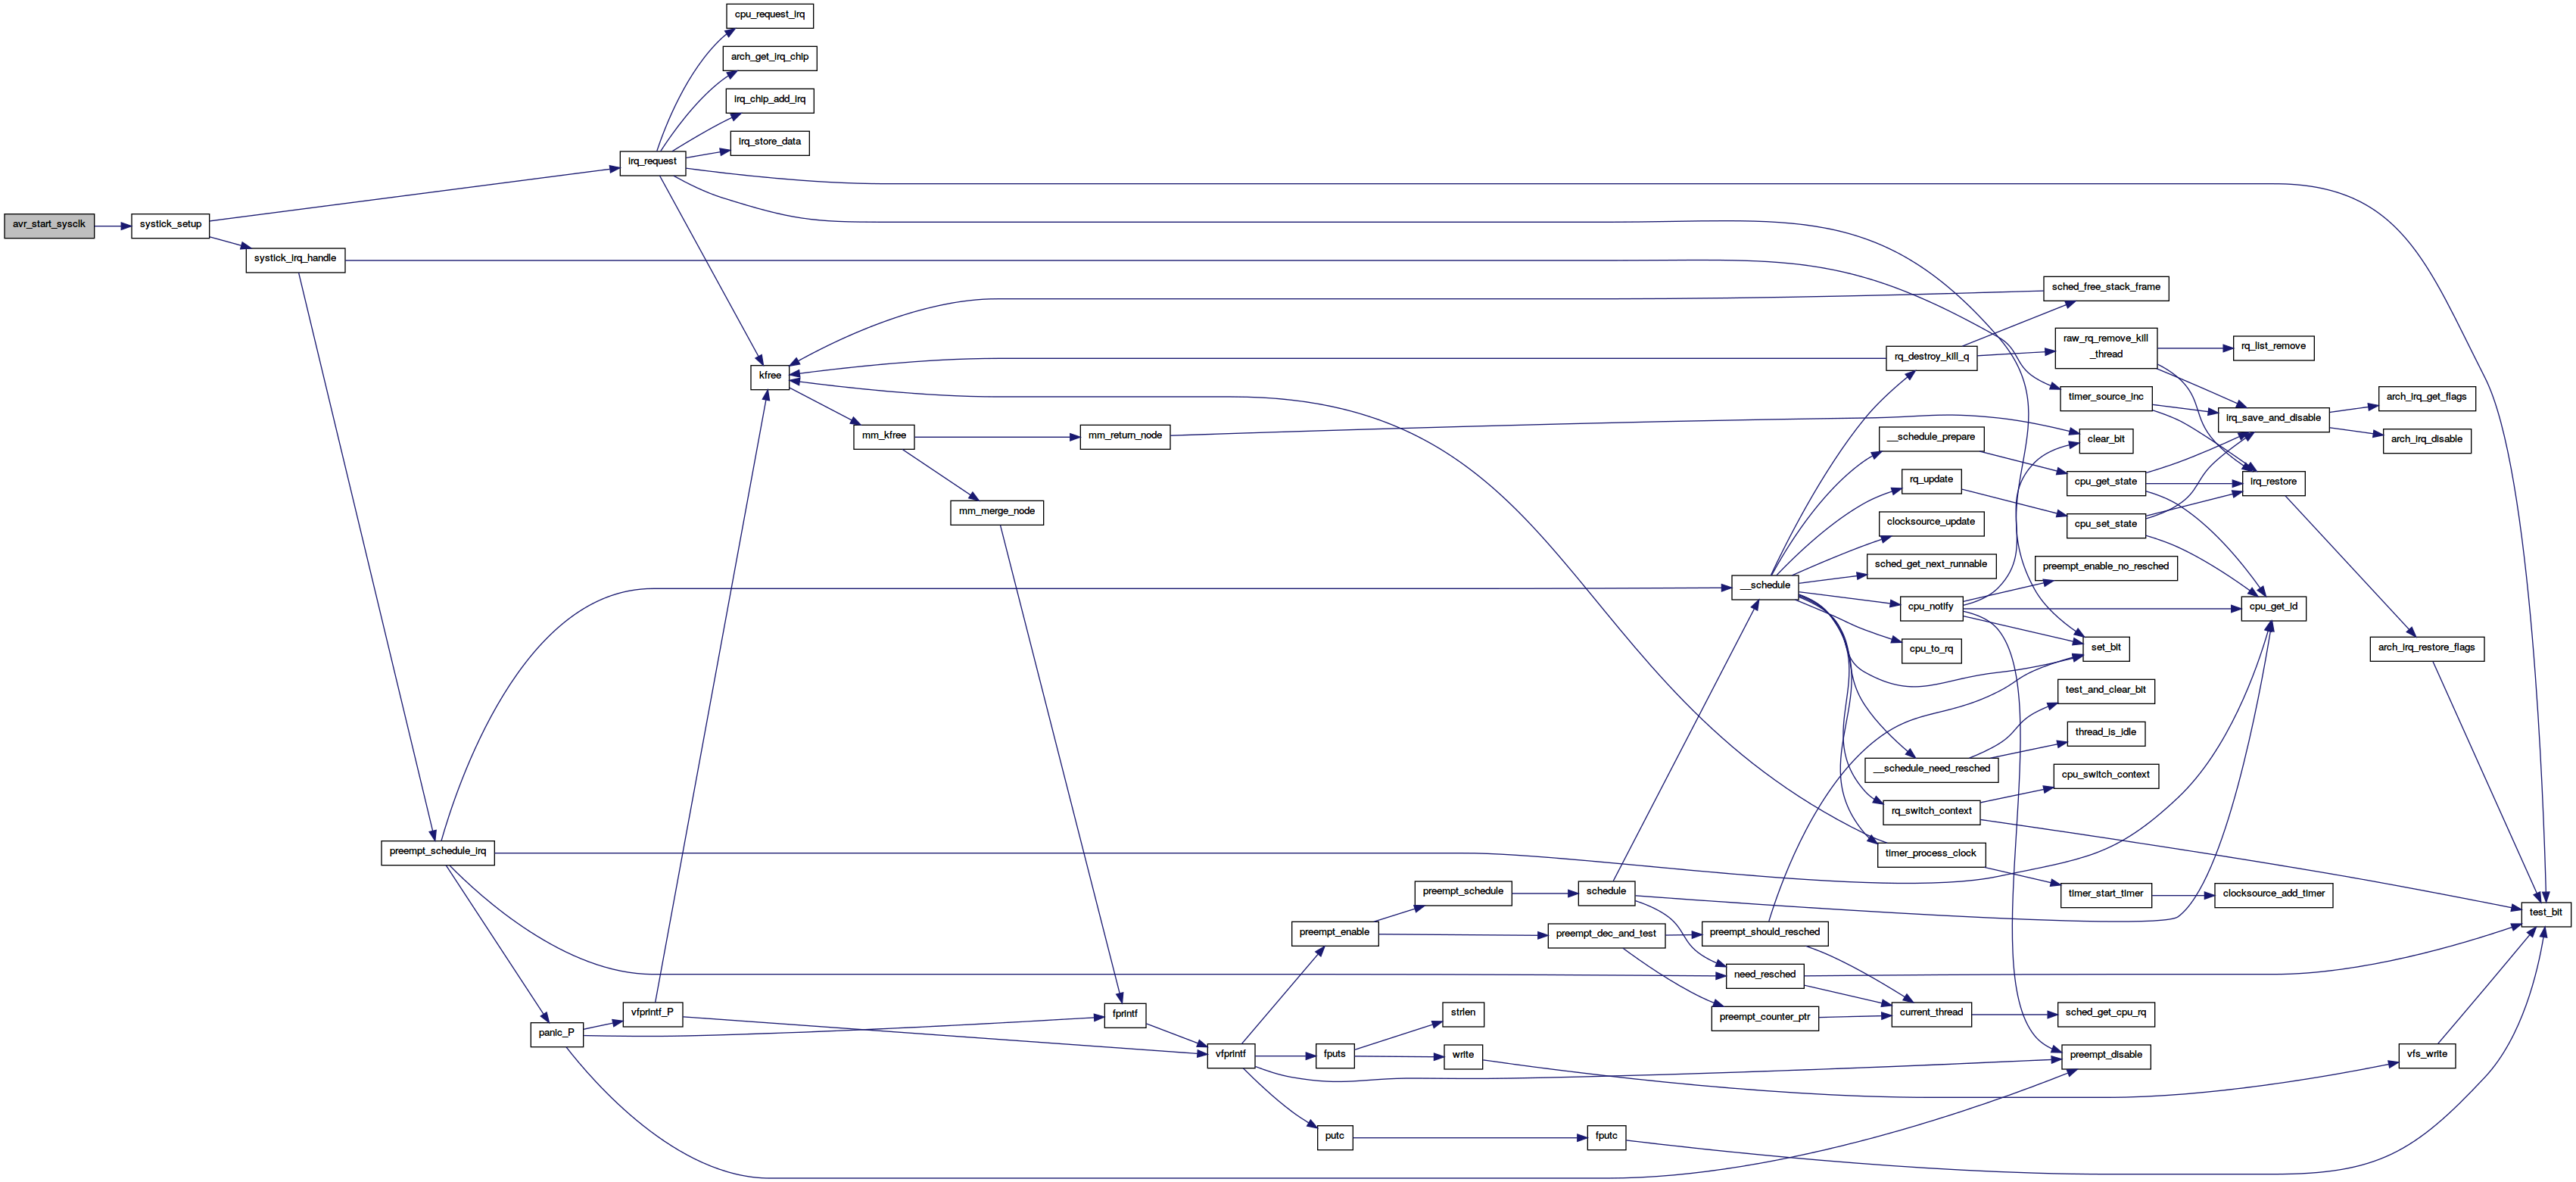 cpu_request_irq
arch_get_irq_chip
irq_chip_add_irq
irq_store_data
irq_request
avr_start_sysclk
systick_setup
systick_irq_handle
sched_free_stack_frame
raw_rq_remove_kill
_thread
rq_list_remove
rq_destroy_kill_q
kfree
timer_source_inc
arch_irq_get_flags
irq_save_and_disable
mm_kfree
mm_return_node
__schedule_prepare
clear_bit
arch_irq_disable
rq_update
cpu_get_state
irq_restore
mm_merge_node
clocksource_update
cpu_set_state
sched_get_next_runnable
preempt_enable_no_resched
__schedule
cpu_notify
cpu_get_id
cpu_to_rq
set_bit
arch_irq_restore_flags
test_and_clear_bit
thread_is_idle
__schedule_need_resched
cpu_switch_context
rq_switch_context
preempt_schedule_irq
timer_process_clock
preempt_schedule
schedule
timer_start_timer
clocksource_add_timer
test_bit
preempt_enable
preempt_dec_and_test
preempt_should_resched
need_resched
vfprintf_P
fprintf
strlen
preempt_counter_ptr
current_thread
sched_get_cpu_rq
panic_P
vfprintf
fputs
write
preempt_disable
vfs_write
putc
fputc